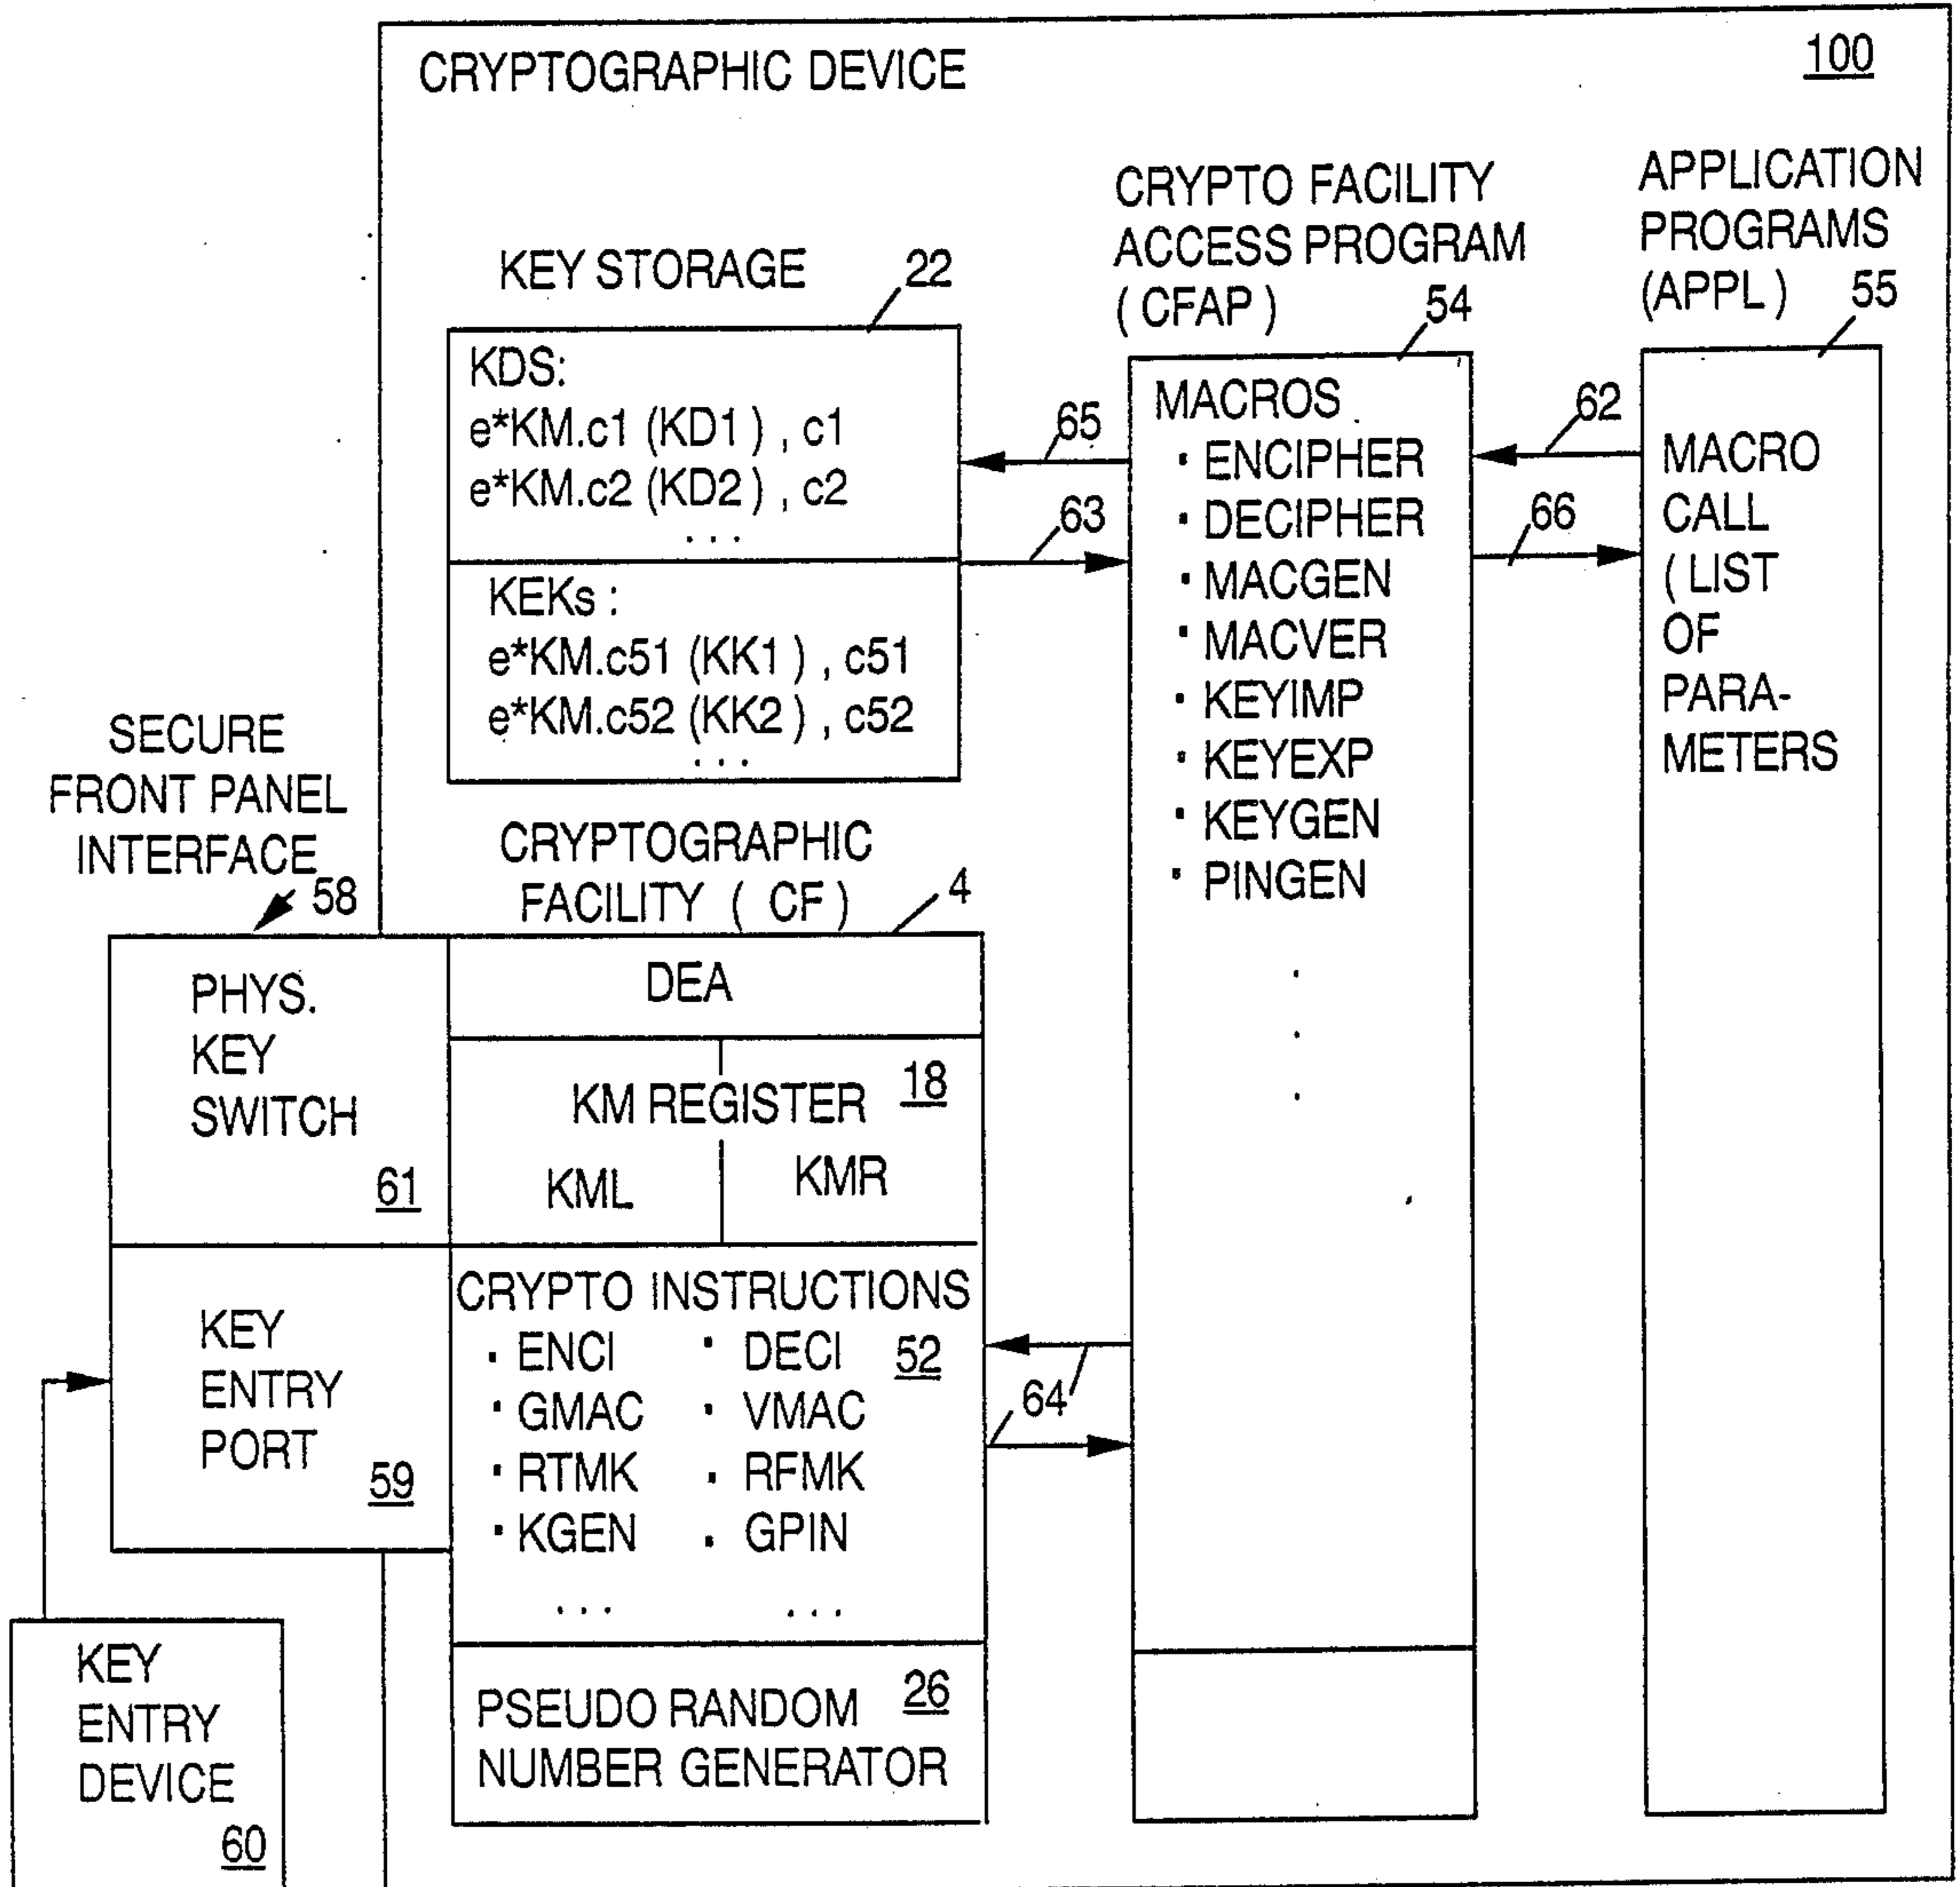 CRYPTOGRAPHIC DEVICE
100
KEY STORAGE
22
KDS:
e*KM.c1 (KD1) , c1
e*KM.c2 (KD2) , c2
...
KEKs :
e*KM.c51 (KK1) , c51
e*KM.c52 (KK2) , c52
...
CRYPTO FACILITY
ACCESS PROGRAM
( CFAP )
54
APPLICATION
PROGRAMS
(APPL)
55
65
63
62
66
MACROS
· ENCIPHER
· DECIPHER
· MACGEN
· MACVER
· KEYIMP
· KEYEXP
· KEYGEN
· PINGEN
.
.
.
MACRO
CALL
( LIST
OF
PARA-
METERS
SECURE
FRONT PANEL
INTERFACE
58
CRYPTOGRAPHIC
FACILITY ( CF )
4
PHYS.
KEY
SWITCH
61
DEA
KM REGISTER
18
KML
KMR
KEY
ENTRY
PORT
59
CRYPTO INSTRUCTIONS
52
· ENCI · DECI
· GMAC · VMAC
· RTMK · RFMK
· KGEN · GPIN
... ...
64
KEY
ENTRY
DEVICE
60
PSEUDO RANDOM
NUMBER GENERATOR
26